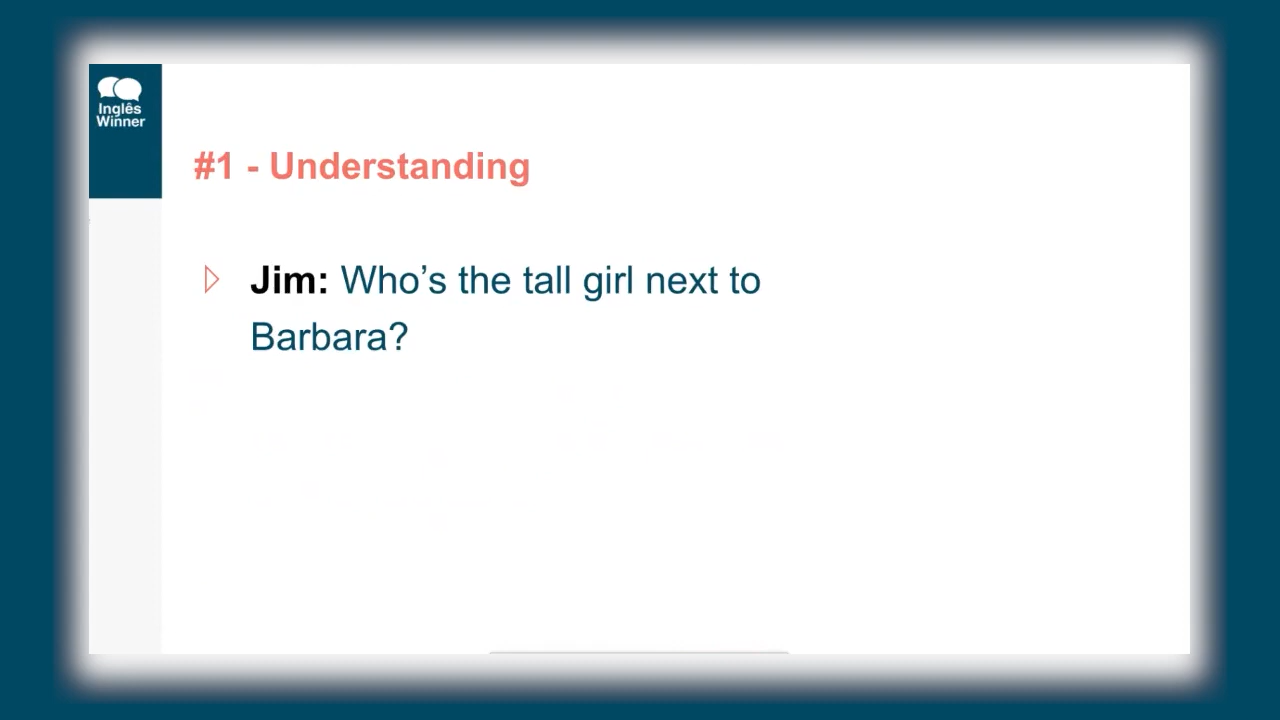 Inglês
Winner
#1 - Understanding
Jim: Who’s the tall girl next to
Barbara?